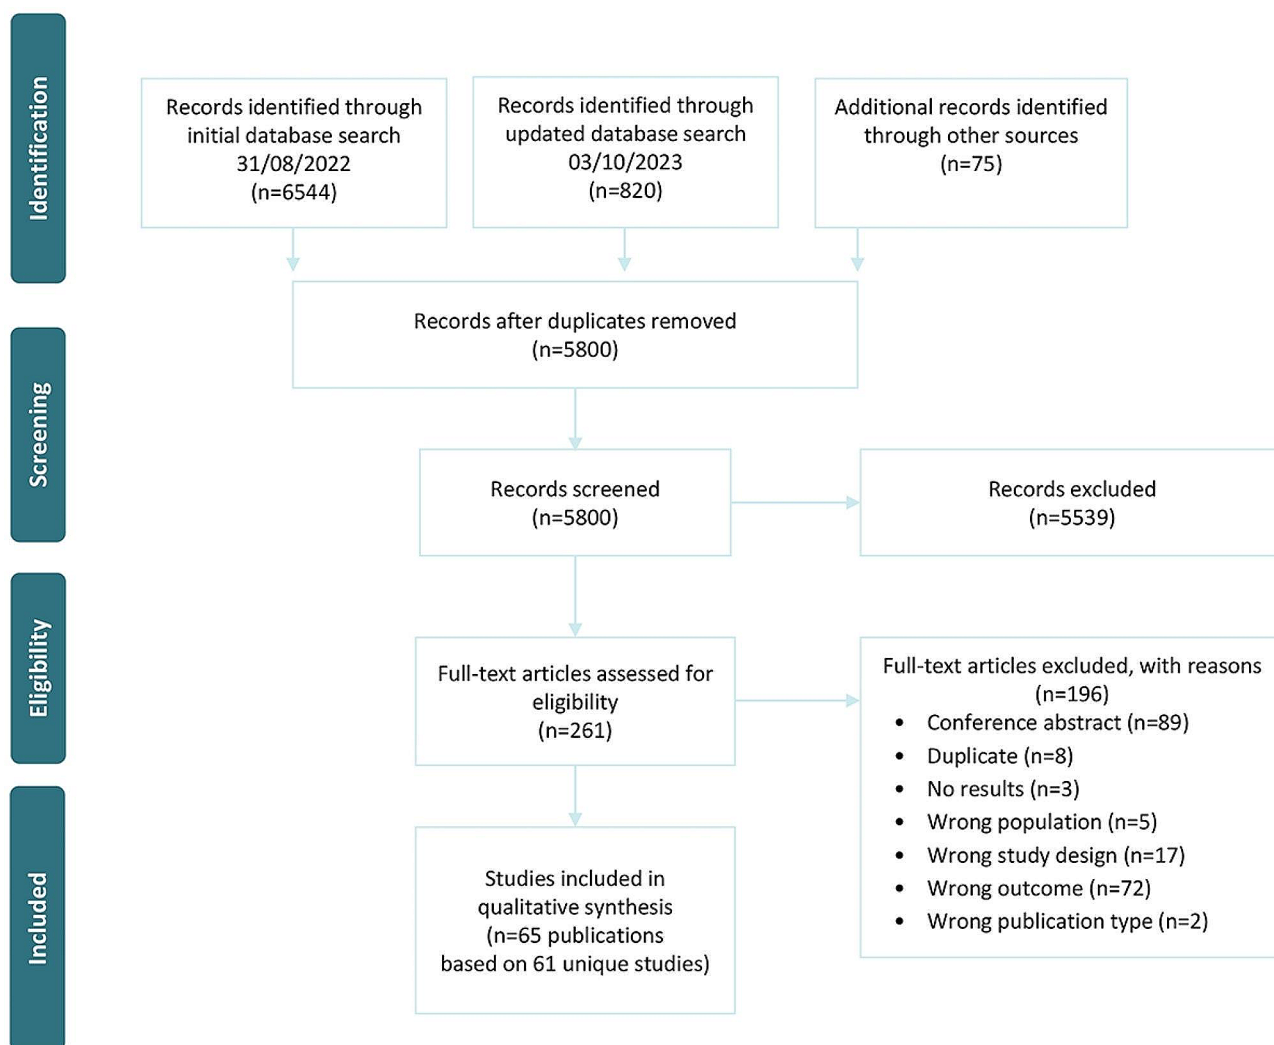 Identification
Records identified through
initial database search
31/08/2022
(n=6544)
Records identified through
updated database search
03/10/2023
(n=820)
Additional records identified
through other sources
(n=75)
Records after duplicates removed
(n=5800)
Screening
Records screened
(n=5800)
Records excluded
(n=5539)
Eligibility
Full-text articles assessed for
eligibility
(n=261)
Full-text articles excluded, with reasons
(n=196)
• Conference abstract (n=89)
• Duplicate (n=8)
• No results (n=3)
• Wrong population (n=5)
• Wrong study design (n=17)
• Wrong outcome (n=72)
• Wrong publication type (n=2)
Included
Studies included in
qualitative synthesis
(n=65 publications
based on 61 unique studies)